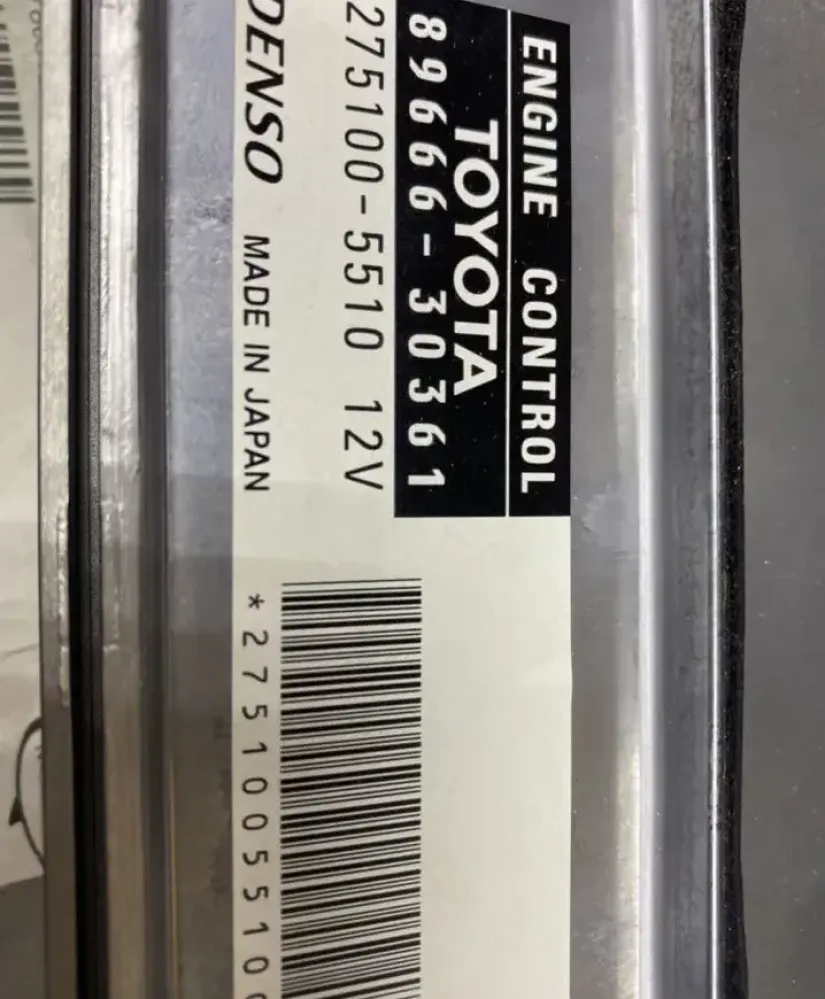 ENGINE CONTROL
TOYOTA
89666-30361
275100-5510 12V
DENSO MADE IN JAPAN
*2751005510